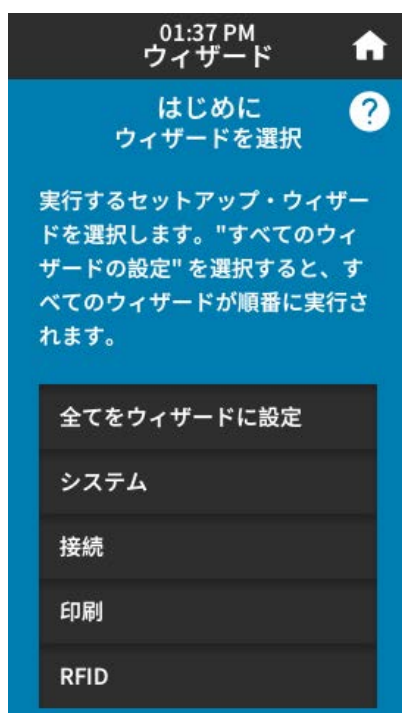 01:37 PM
ウィザード
はじめに
ウィザードを選択
?
実行するセットアップ・ウィザー
ドを選択します。"すべてのウィ
ザードの設定" を選択すると、す
べてのウィザードが順番に実行さ
れます。
全てをウィザードに設定
システム
接続
印刷
RFID